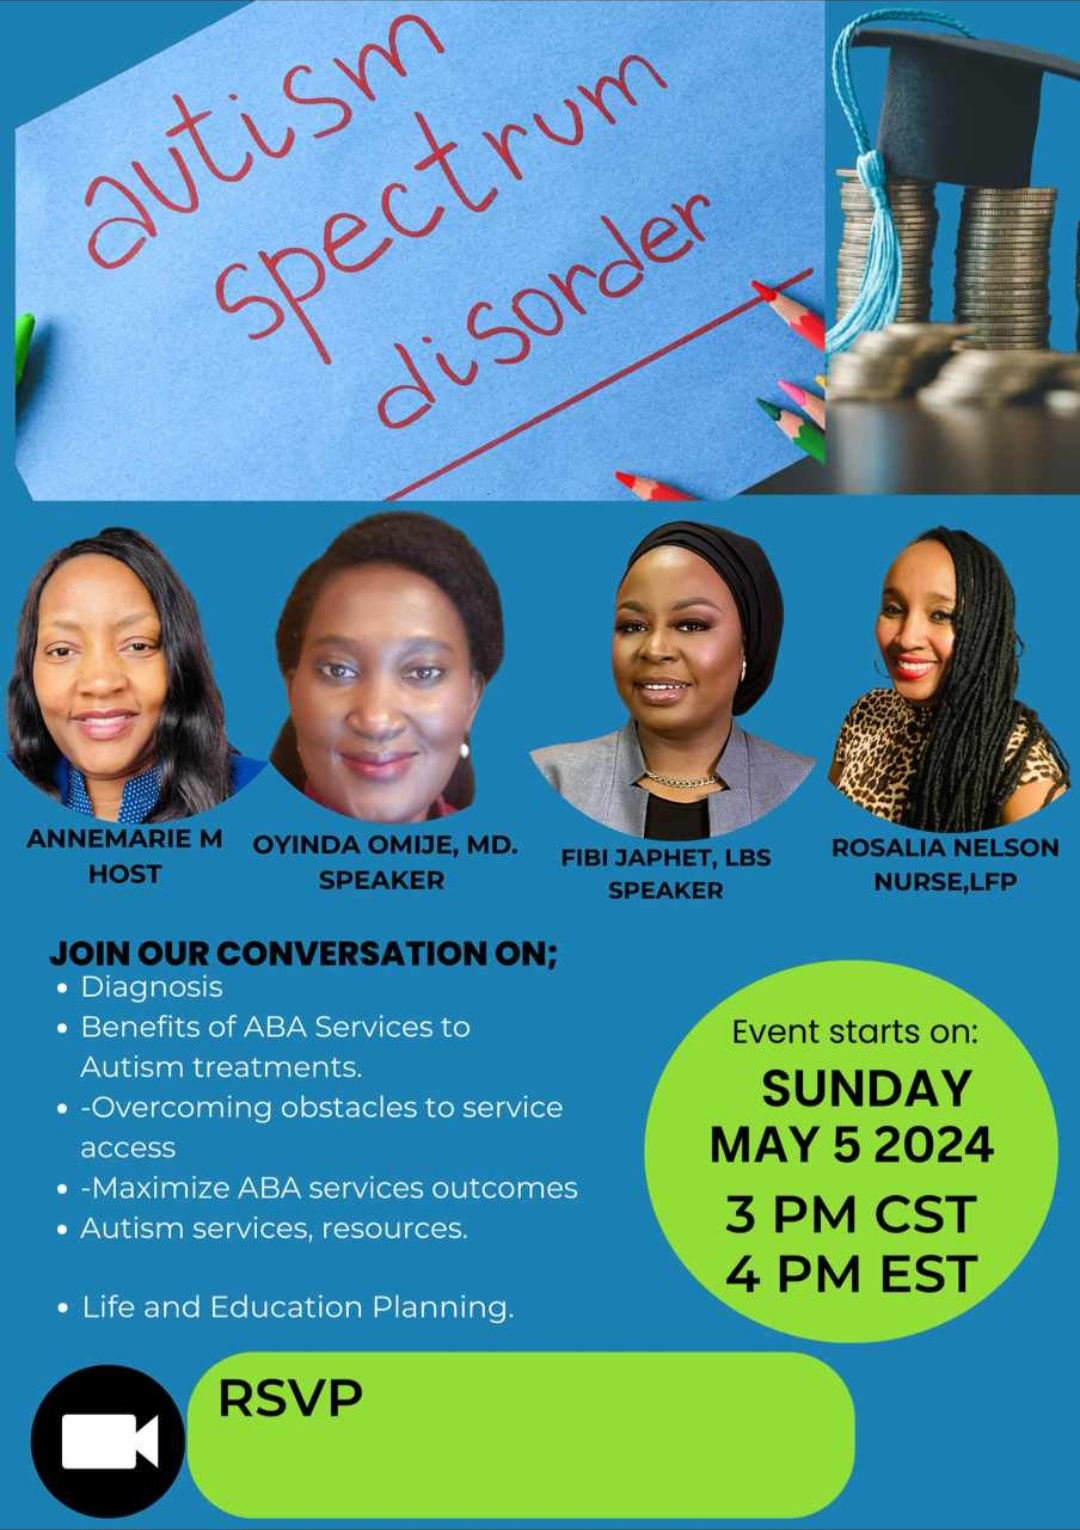 autism
spectrum
disorder
ANNEMARIE M
HOST
OYINDA OMIJE, MD.
SPEAKER
FIBI JAPHET, LBS
SPEAKER
ROSALIA NELSON
NURSE,LFP
JOIN OUR CONVERSATION ON;
• Diagnosis
• Benefits of ABA Services to
Autism treatments.
• -Overcoming obstacles to service
access
• -Maximize ABA services outcomes
• Autism services, resources.
• Life and Education Planning.
Event starts on:
SUNDAY
MAY 5 2024
3 PM CST
4 PM EST
RSVP